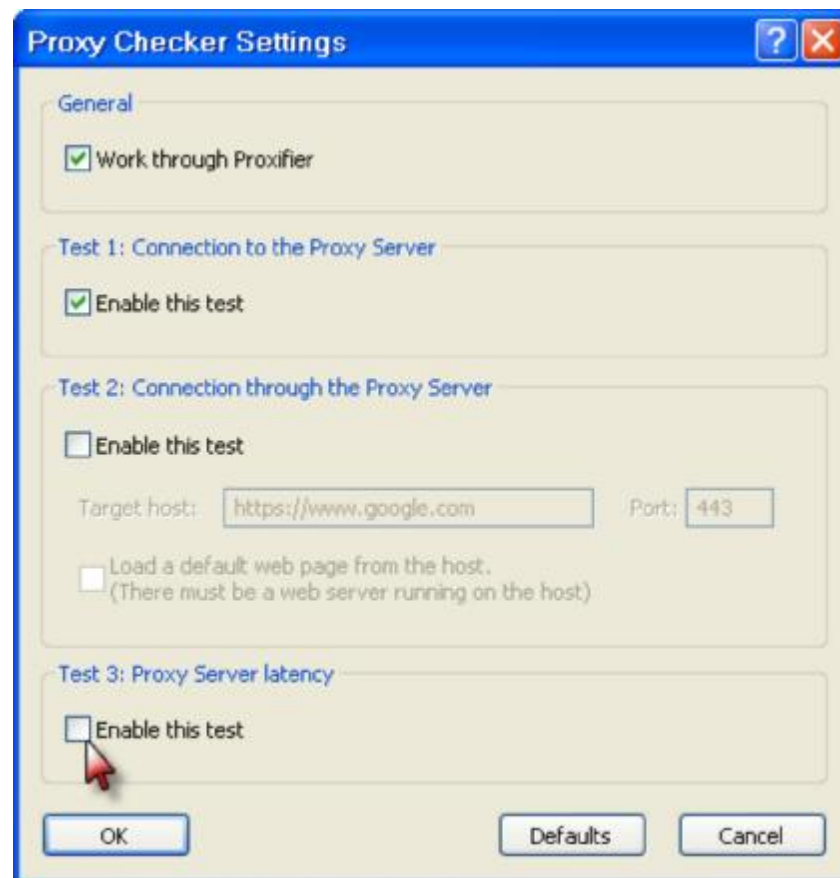 Proxy Checker Settings
General
Work through Proxifier
Test 1: Connection to the Proxy Server
Enable this test
Test 2: Connection through the Proxy Server
Enable this test
Target host: https://www.google.com Port: 443
Load a default web page from the host.
(There must be a web server running on the host)
Test 3: Proxy Server latency
Enable this test
OK Defaults Cancel